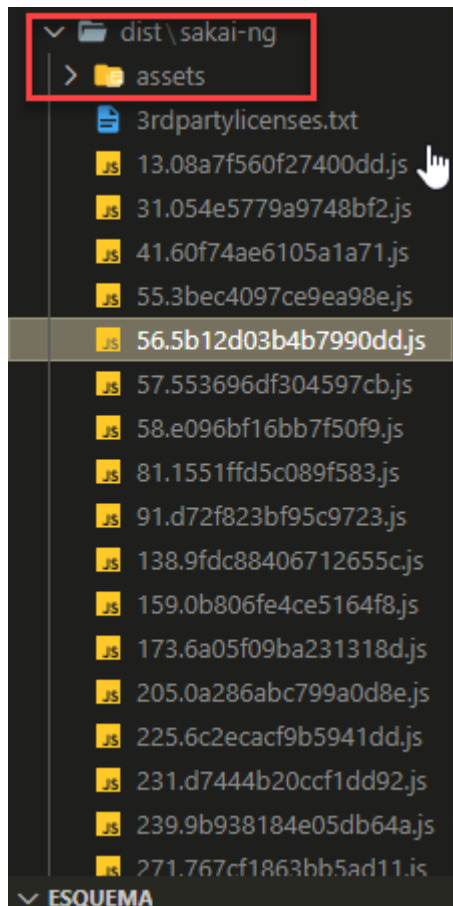 dist\sakai-ng
assets
3rdpartylicenses.txt
13.08a7f560f27400dd.js
31.054e5779a9748bf2.js
41.60f74ae6105a1a71.js
55.3bec4097ce9ea98e.js
56.5b12d03b4b7990dd.js
57.553696df304597cb.js
58.e096bf16bb7f50f9.js
81.1551ffd5c089f583.js
91.d72f823bf95c9723.js
138.9fdc88406712655c.js
159.0b806fe4ce5164f8.js
173.6a05f09ba231318d.js
205.0a286abc799a0d8e.js
225.6c2ecacf9b5941dd.js
231.d7444b20ccf1dd92.js
239.9b938184e05db64a.js
271.767cf1863bb5ad11.js
ESQUEMA